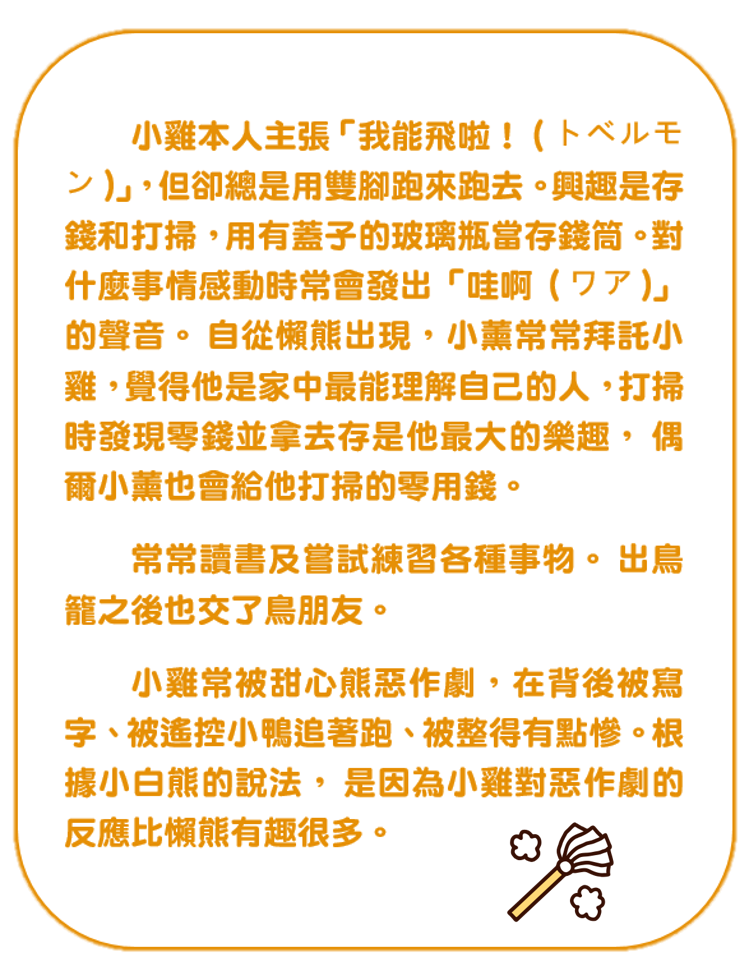 小雞本人主張「我能飛啦！(トベルモ
ン)」，但卻總是用雙腳跑來跑去。興趣是存
錢和打掃，用有蓋子的玻璃瓶當存錢筒。對
什麼事情感動時常會發出「哇啊(ワア)」
的聲音。自從懶熊出現，小薰常常拜託小
雞，覺得他是家中最能理解自己的人，打掃
時發現零錢並拿去存是他最大的樂趣，偶
爾小薰也會給他打掃的零用錢。
常常讀書及嘗試練習各種事物。出鳥
籠之後也交了鳥朋友。
小雞常被甜心熊惡作劇，在背後被寫
字、被遙控小鴨追著跑、被整得有點慘。根
據小白熊的說法，是因為小雞對惡作劇的
反應比懶熊有趣很多。